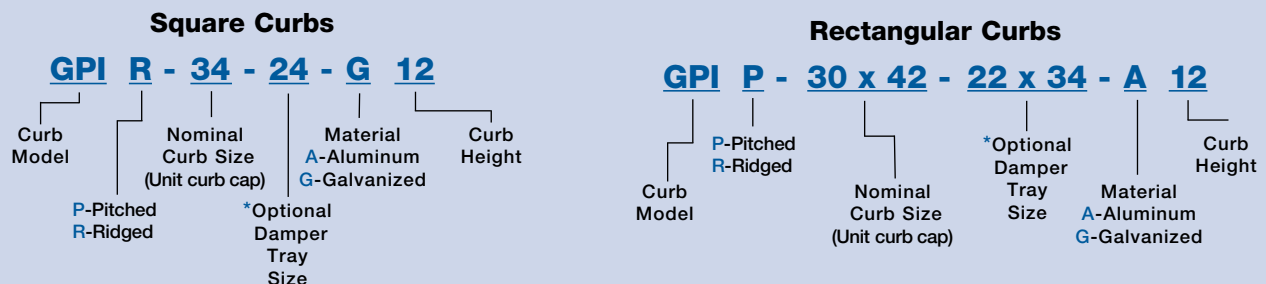 Square Curbs
GPI R - 34 - 24 - G 12
Curb
Model
P-Pitched
R-Ridged
Nominal
Curb Size
(Unit curb cap)
*Optional
Damper
Tray
Size
Material
A-Aluminum
G-Galvanized
Curb
Height
Rectangular Curbs
GPI P - 30 x 42 - 22 x 34 - A 12
Curb
Model
P-Pitched
R-Ridged
Nominal
Curb Size
(Unit curb cap)
*Optional
Damper
Tray
Size
Material
A-Aluminum
G-Galvanized
Curb
Height